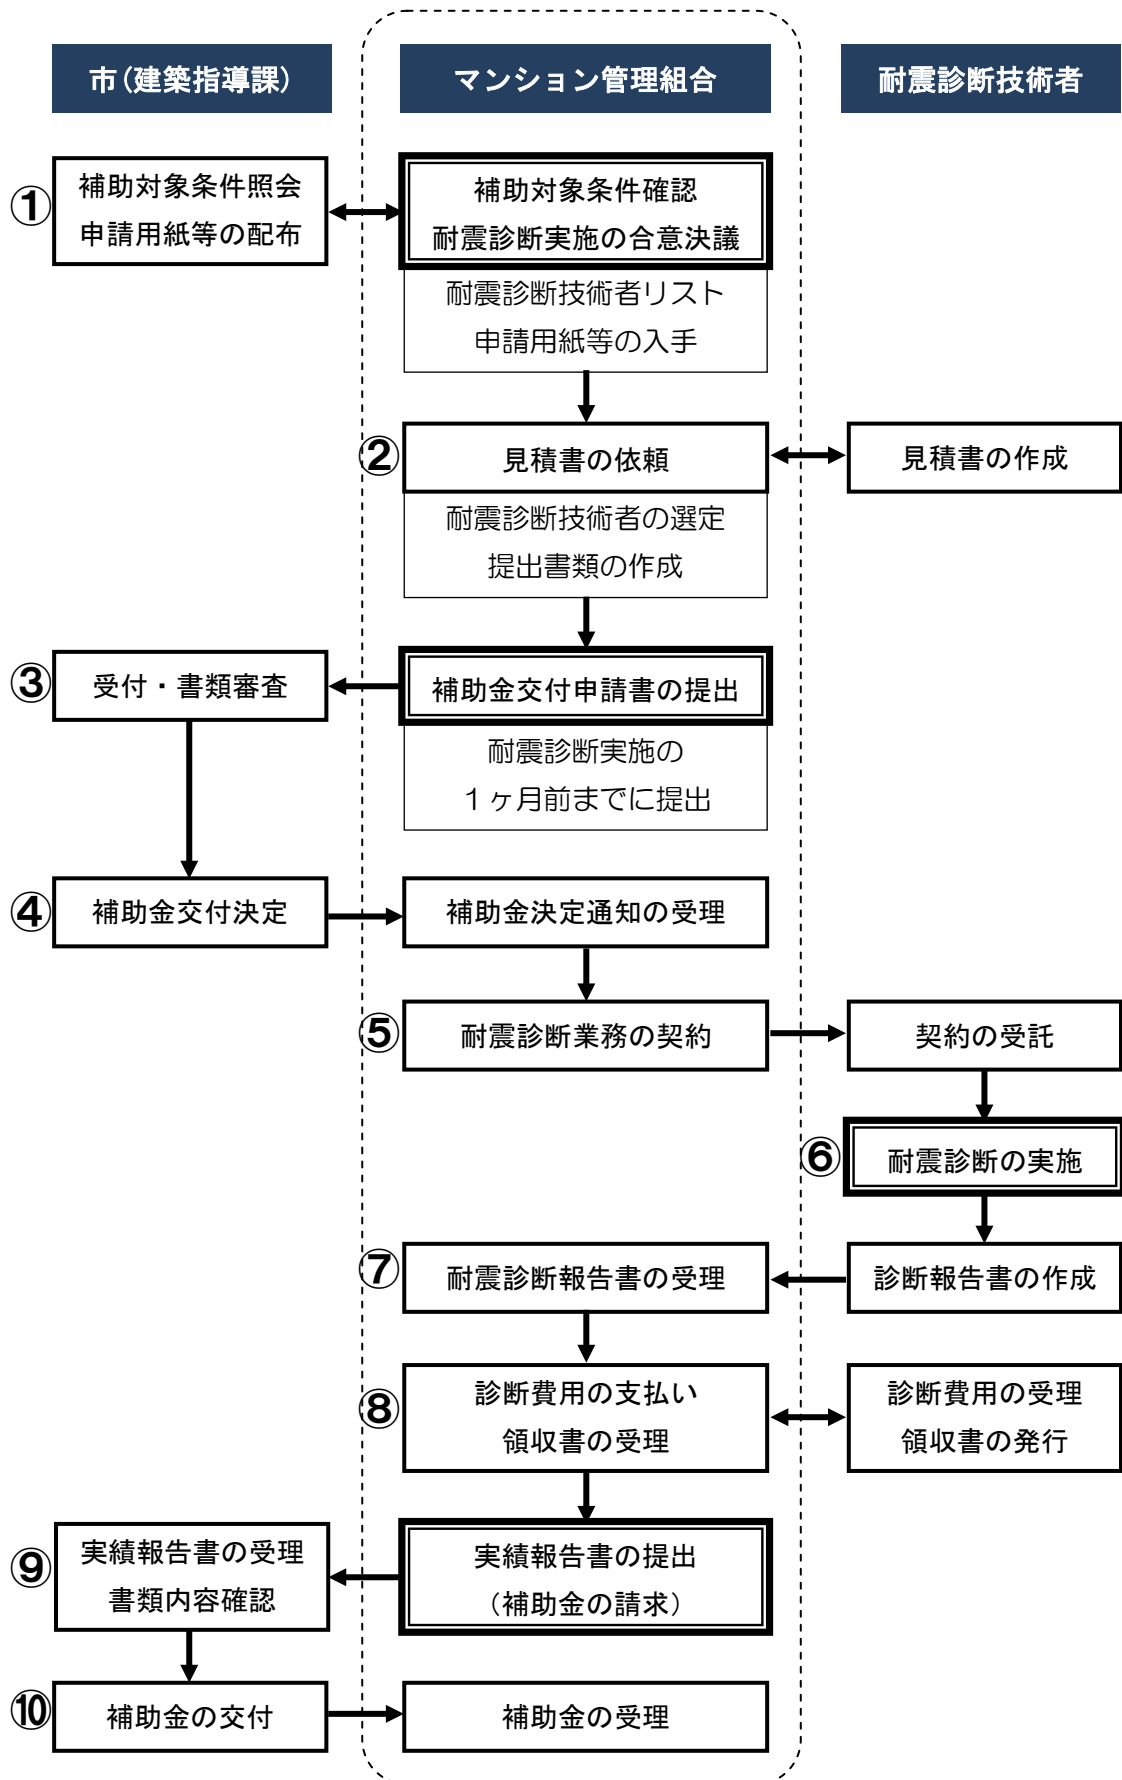 市(建築指導課)
マンション管理組合
耐震診断技術者
①
補助対象条件照会
申請用紙等の配布
補助対象条件確認
耐震診断実施の合意決議
耐震診断技術者リスト
申請用紙等の入手
②
見積書の依頼
見積書の作成
耐震診断技術者の選定
提出書類の作成
③
受付・書類審査
補助金交付申請書の提出
耐震診断実施の
１ヶ月前までに提出
④
補助金交付決定
補助金決定通知の受理
⑤
耐震診断業務の契約
契約の受託
⑥
耐震診断の実施
⑦
耐震診断報告書の受理
診断報告書の作成
⑧
診断費用の支払い
領収書の受理
診断費用の受理
領収書の発行
⑨
実績報告書の受理
書類内容確認
実績報告書の提出
（補助金の請求）
⑩
補助金の交付
補助金の受理